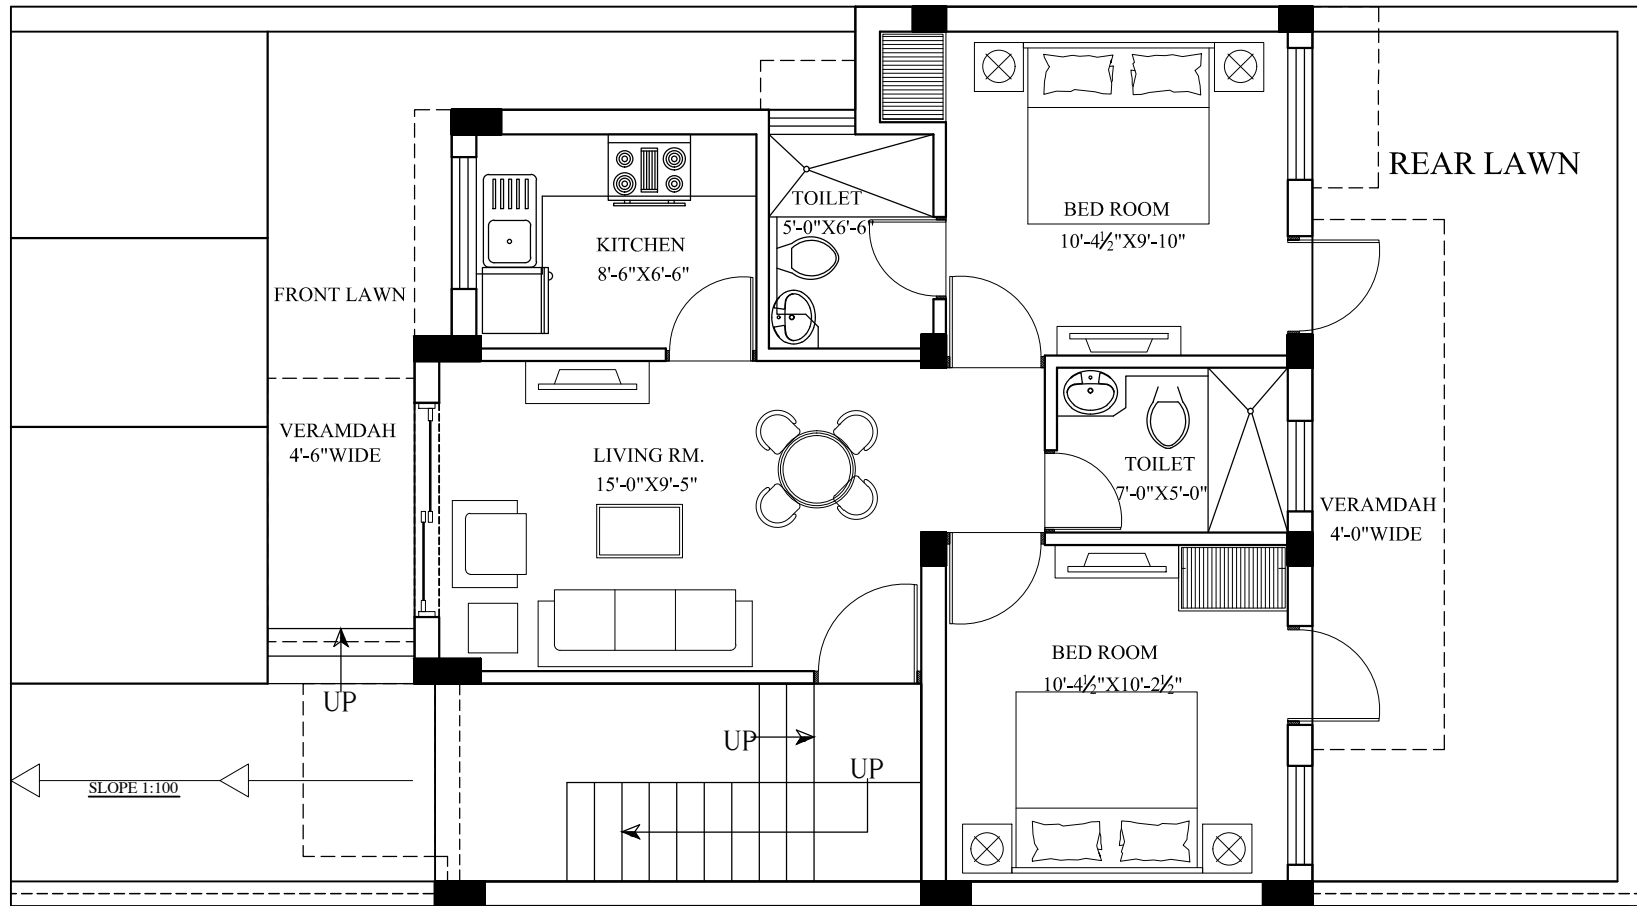 REAR LAWN
TOILET
5'-0"X6'-6"
BED ROOM
10'-4½"X9'-10"
KITCHEN
8'-6"X6'-6"
FRONT LAWN
VERAMDAH
4'-6"WIDE
LIVING RM.
15'-0"X9'-5"
TOILET
7'-0"X5'-0"
VERAMDAH
4'-0"WIDE
BED ROOM
10'-4½"X10'-2½"
UP
UP
UP
SLOPE 1:100